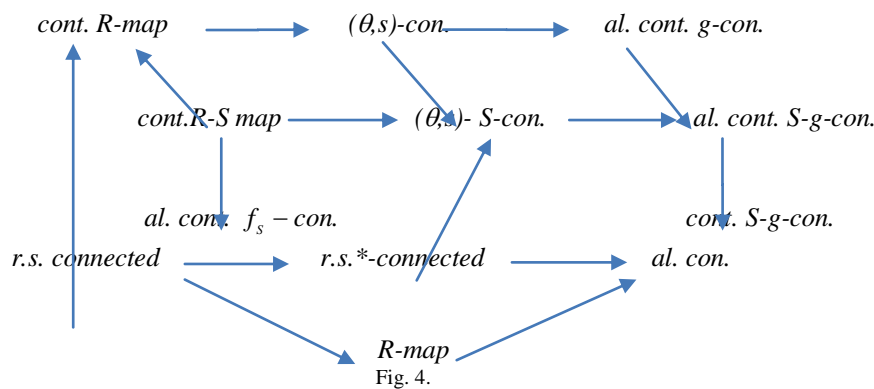 cont. R-map (θ,s)-con. al. cont. g-con.
cont.R-S map (θ,s)- S-con. al. cont. S-g-con.
al. cont. f_s – con. cont. S-g-con.
r.s. connected r.s.*-connected al. con.
R-map
Fig. 4.